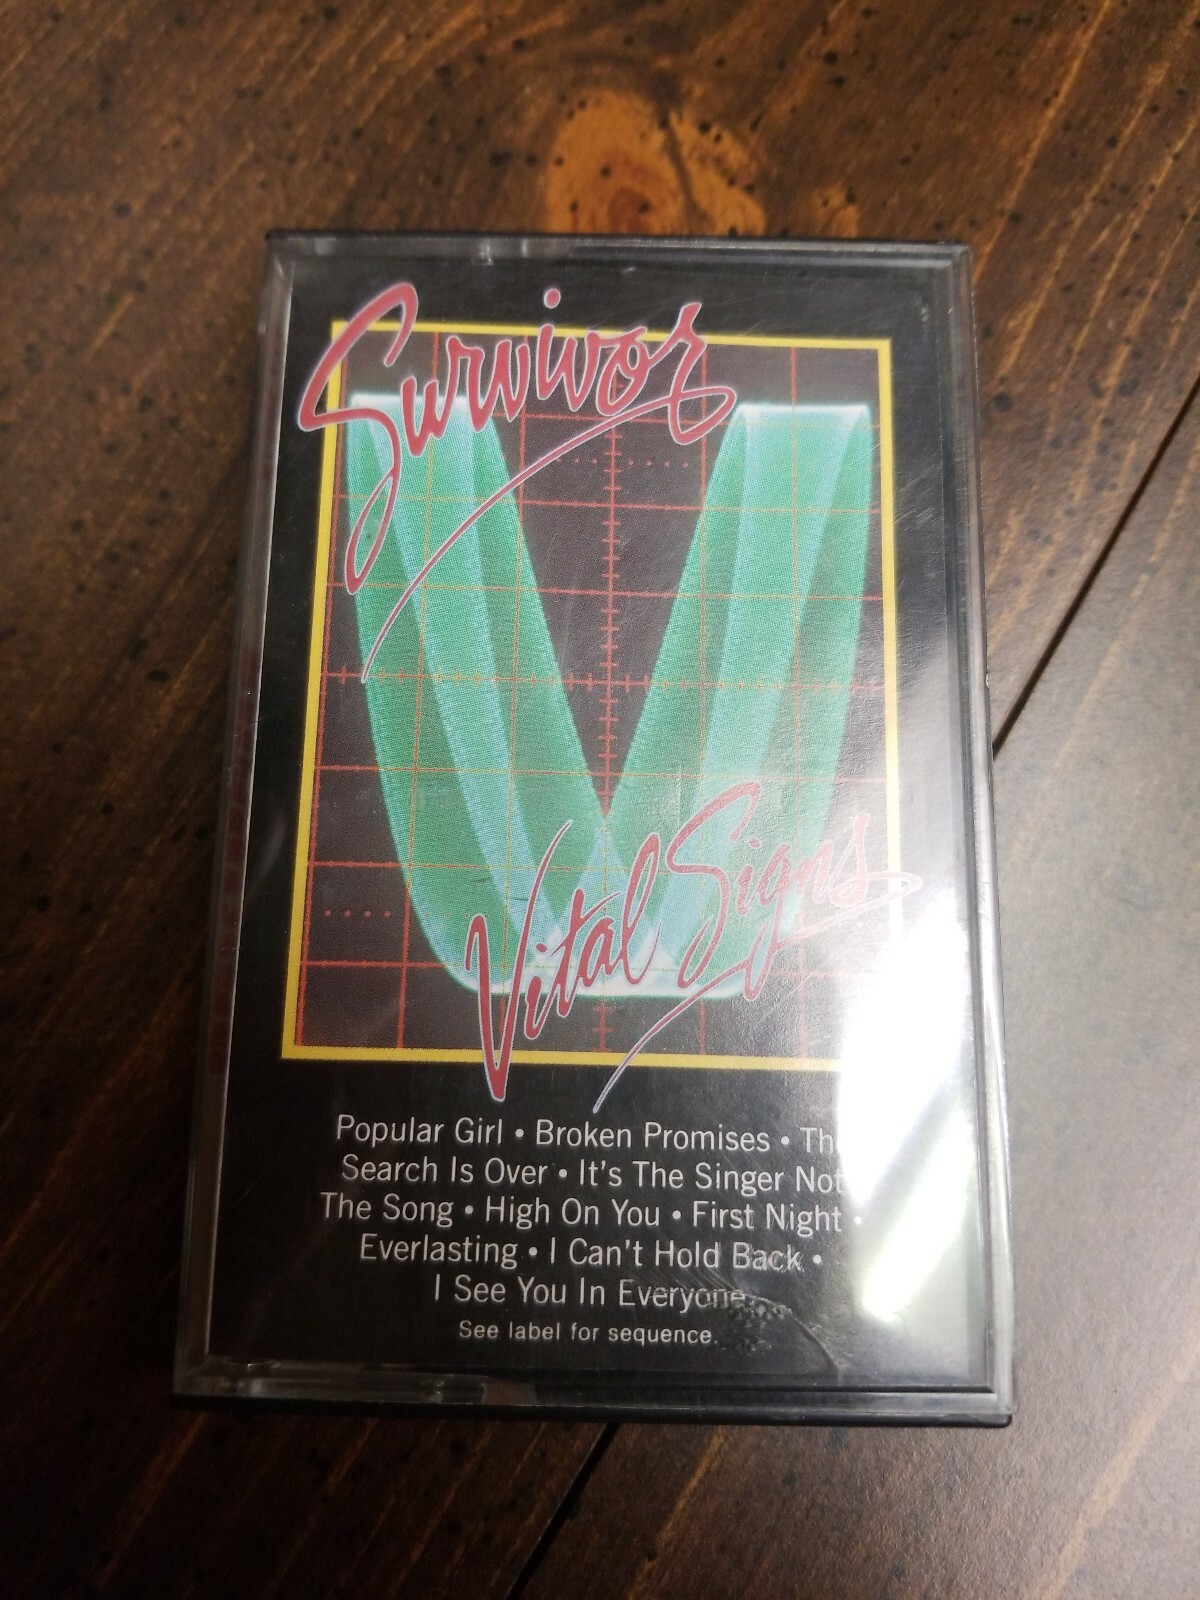 Survivor
Vital Signs
Popular Girl • Broken Promises • The
Search Is Over • It's The Singer Not
The Song • High On You • First Night •
Everlasting • I Can't Hold Back •
I See You In Everyone
See label for sequence.